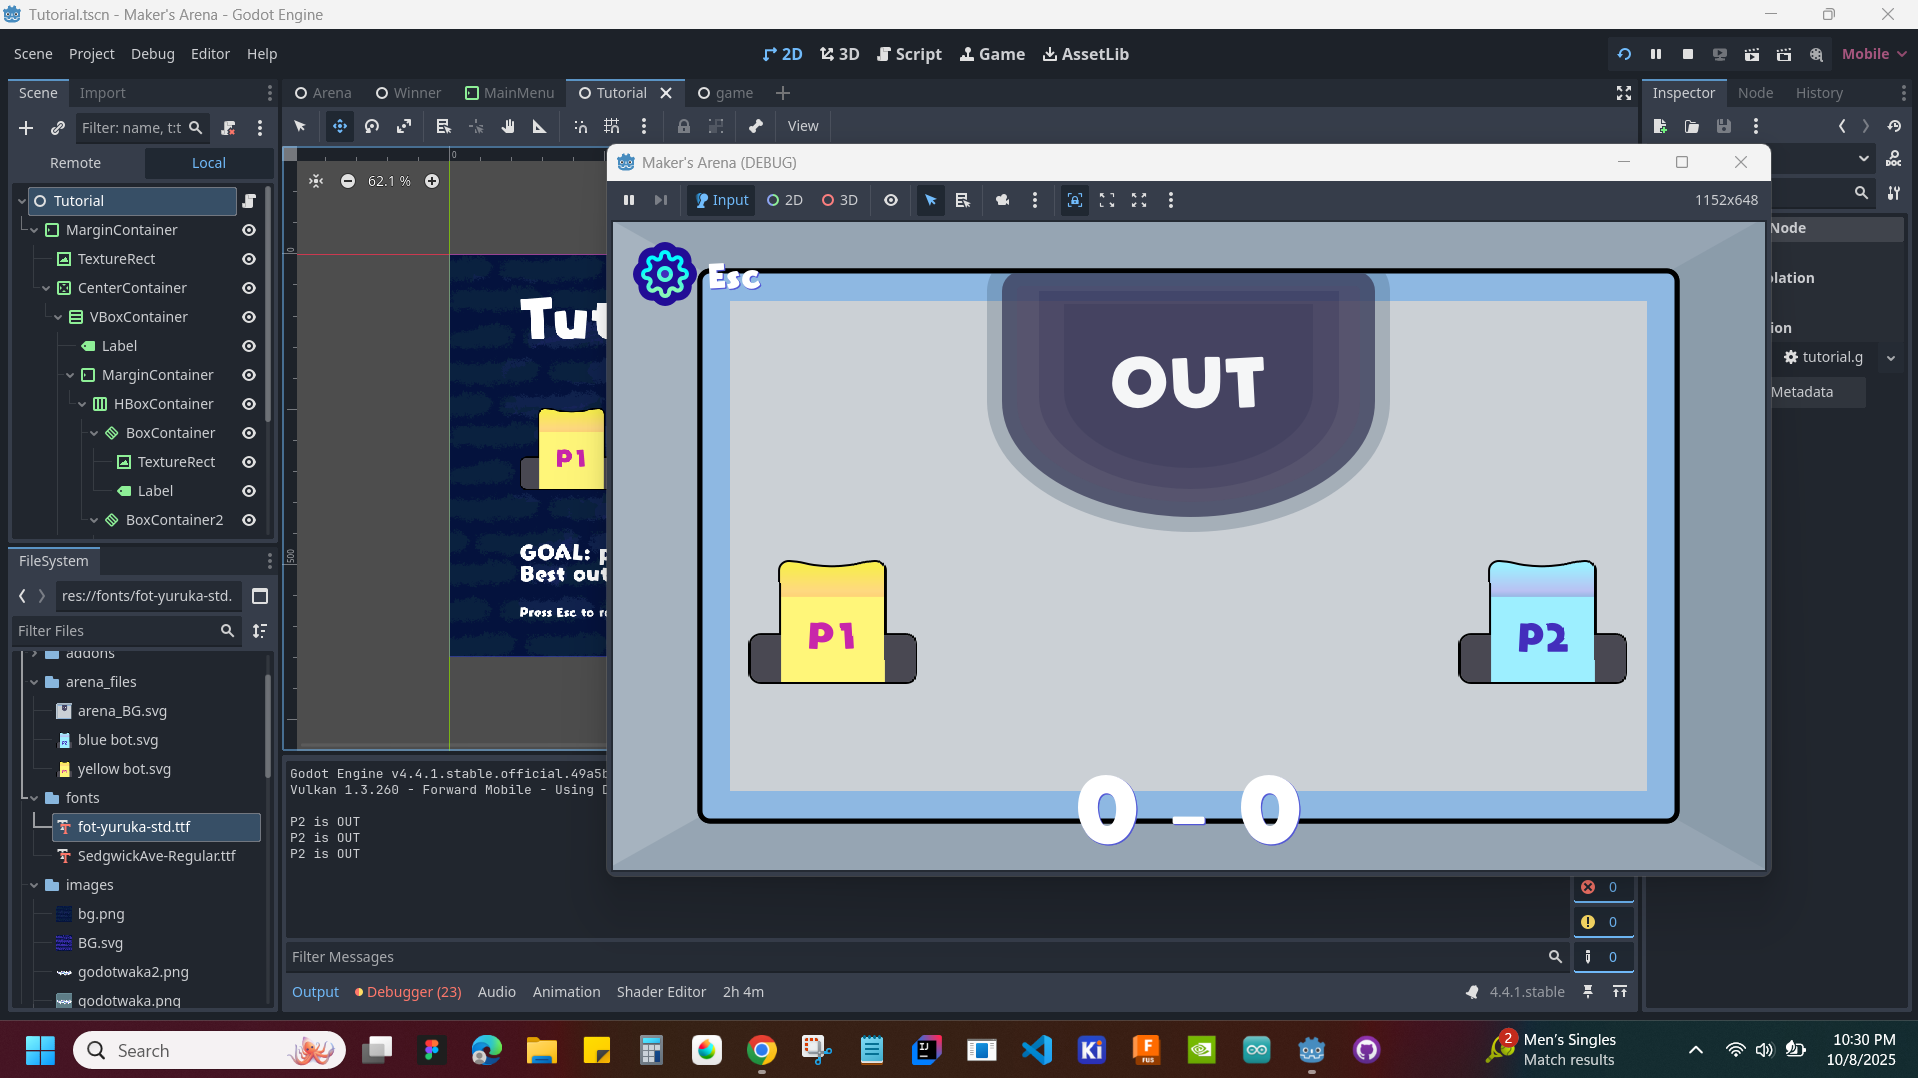 Tutorial.tscn - Maker's Arena - Godot Engine
Scene Project Debug Editor Help
2D 3D Script Game AssetLib
Mobile
Scene Import
Arena Winner MainMenu Tutorial game
Inspector Node History
Filter: name, t:t
View
Remote Local
62.1 %
0
0
500
Tutorial
MarginContainer
TextureRect
CenterContainer
VBoxContainer
Label
MarginContainer
HBoxContainer
BoxContainer
TextureRect
Label
BoxContainer2
Tut
P1
GOAL: p
Best out
Press Esc to r
Maker's Arena (DEBUG)
Input 2D 3D
1152x648
Esc
OUT
P1
P2
0 – 0
Node
olation
ion
tutorial.g
Metadata
FileSystem
res://fonts/fot-yuruka-std.
Filter Files
addons
arena_files
arena_BG.svg
blue bot.svg
yellow bot.svg
fonts
fot-yuruka-std.ttf
SedgwickAve-Regular.ttf
images
bg.png
BG.svg
godotwaka2.png
godotwaka.png
Godot Engine v4.4.1.stable.official.49a5b
Vulkan 1.3.260 - Forward Mobile - Using D
P2 is OUT
P2 is OUT
P2 is OUT
0
0
0
Filter Messages
Output Debugger (23) Audio Animation Shader Editor 2h 4m
4.4.1.stable
Search
2
Men's Singles
Match results
10:30 PM
10/8/2025